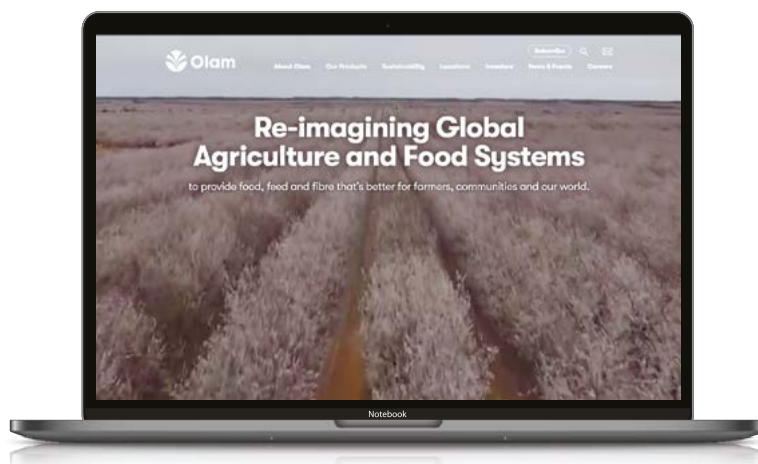 Subscribe
Olam
About Olam Our Products Sustainability Locations Investors News & Events Careers
Re-imagining Global
Agriculture and Food Systems
to provide food, feed and fibre that's better for farmers, communities and our world.
Notebook